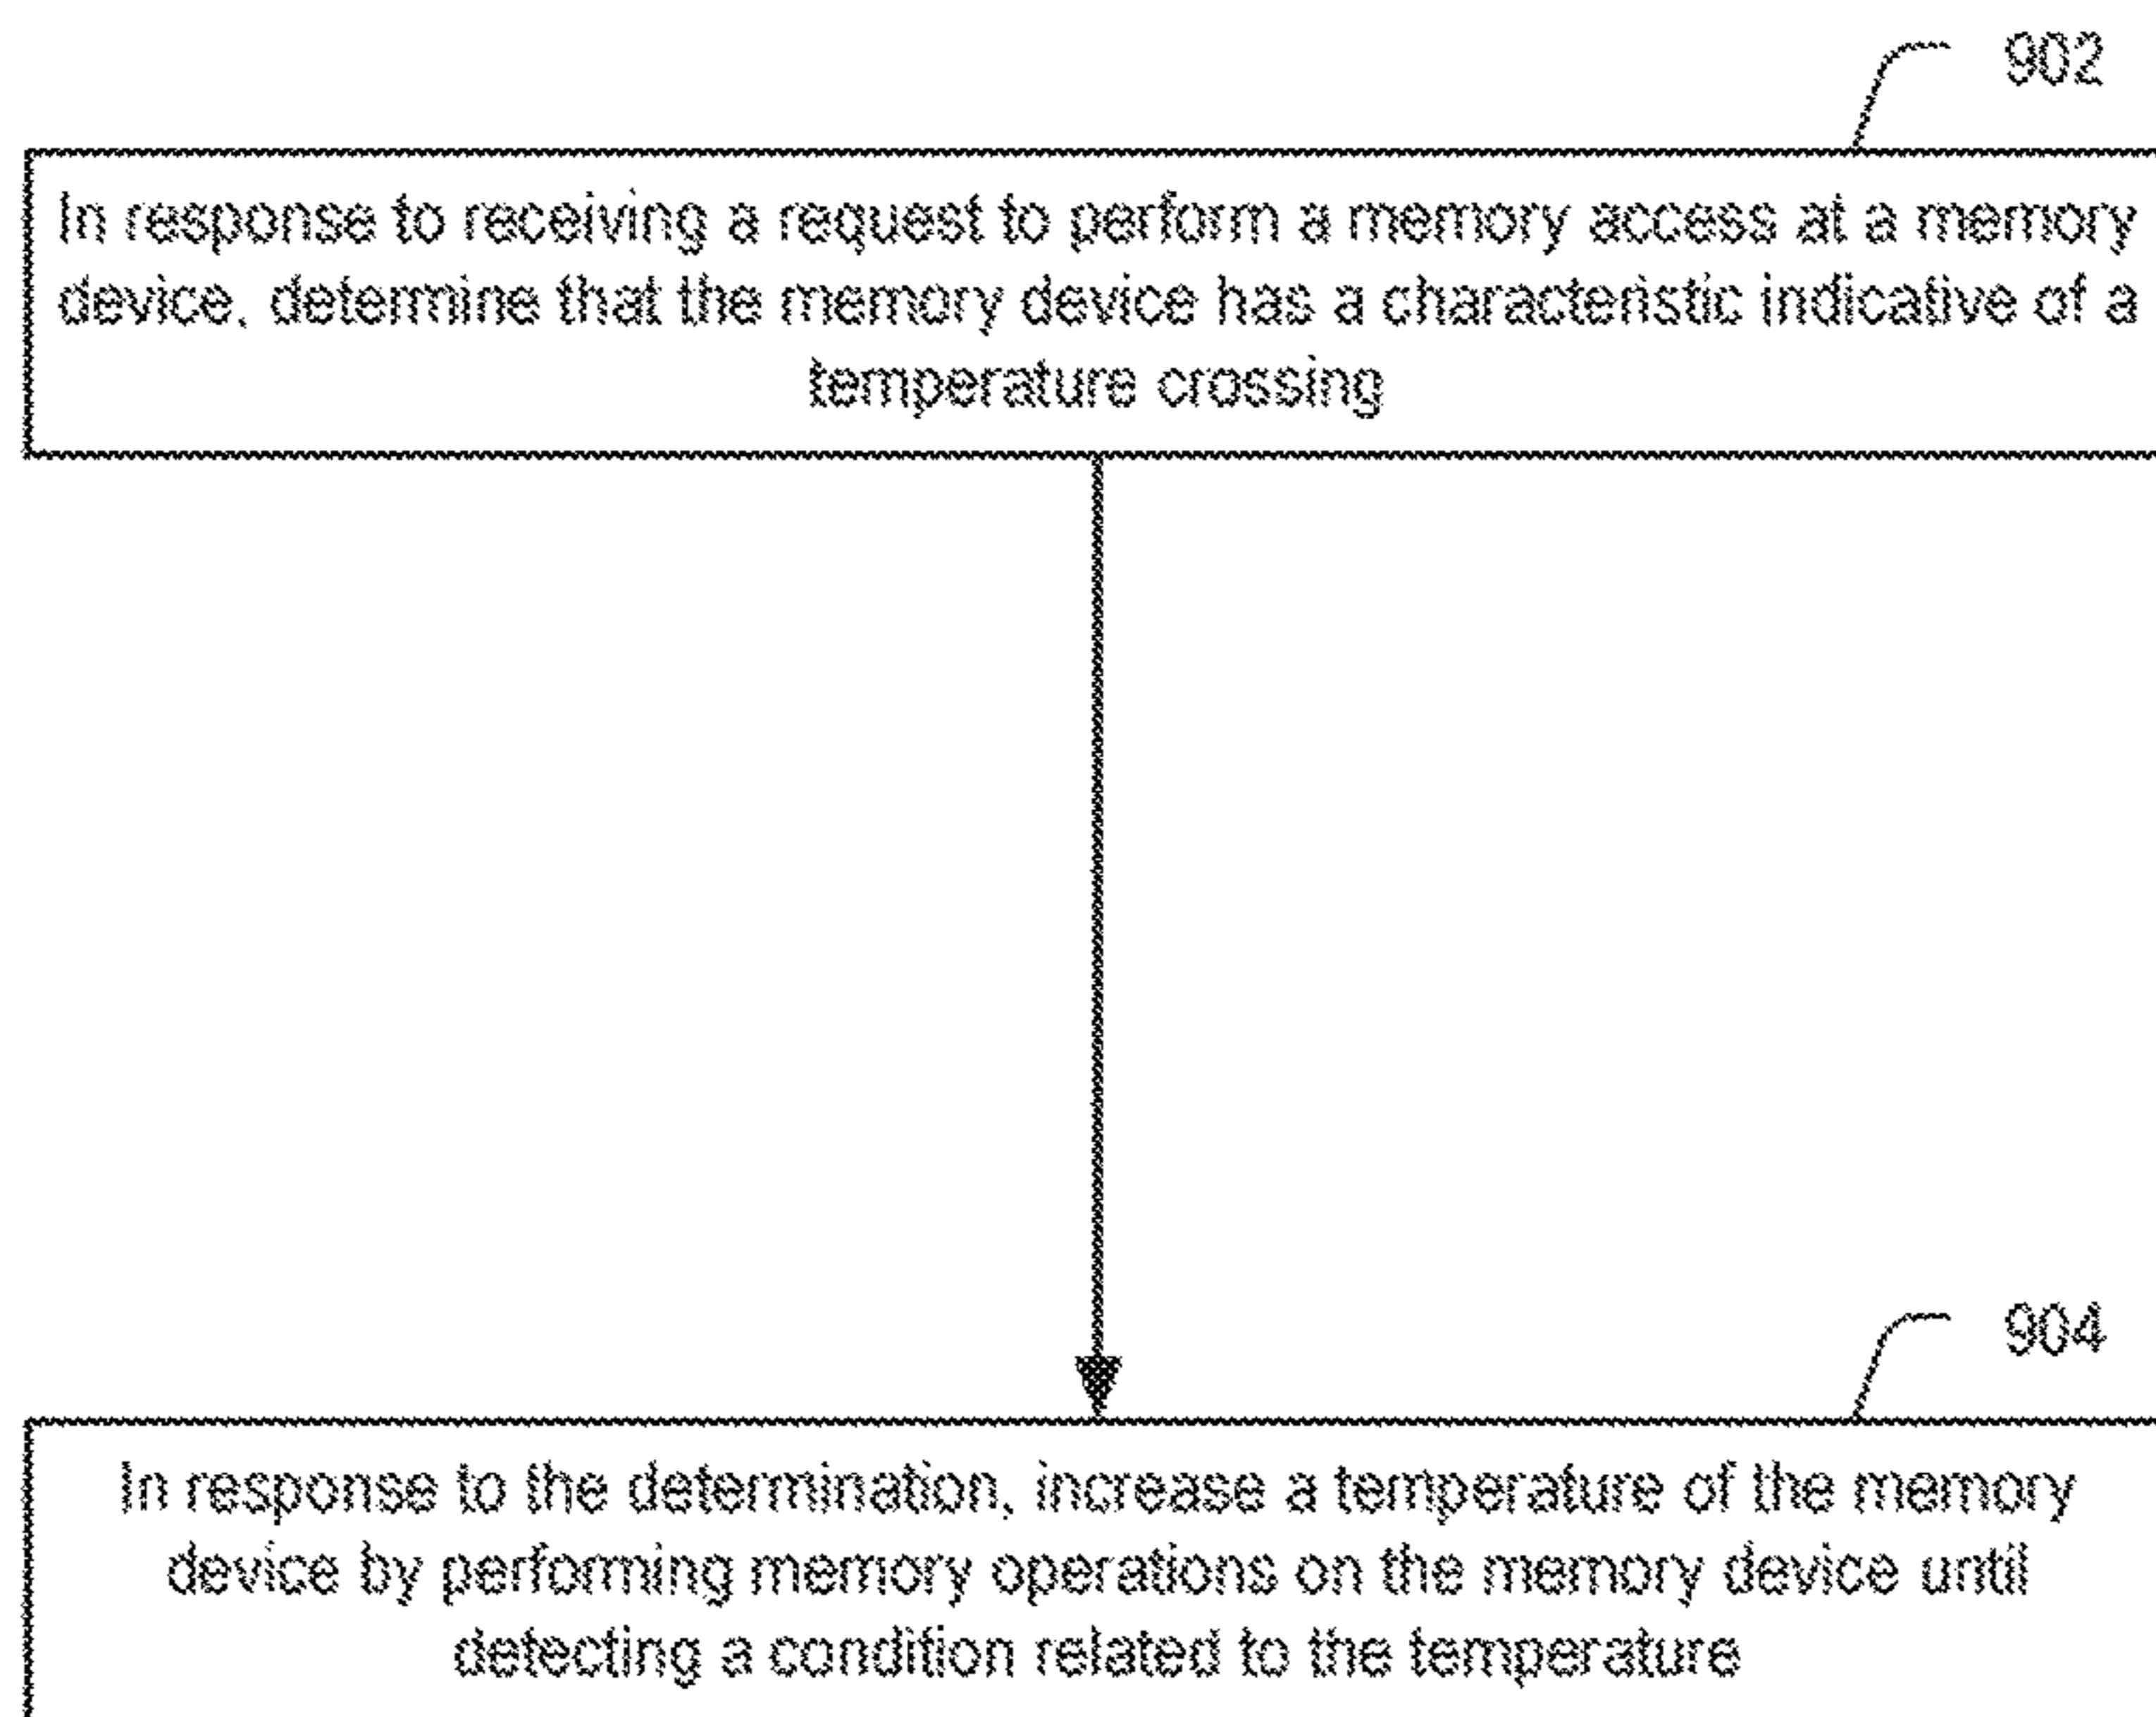 902
In response to receiving a request to perform a memory access at a memory
device, determine that the memory device has a characteristic indicative of a
temperature crossing
904
In response to the determination, increase a temperature of the memory
device by performing memory operations on the memory device until
detecting a condition related to the temperature